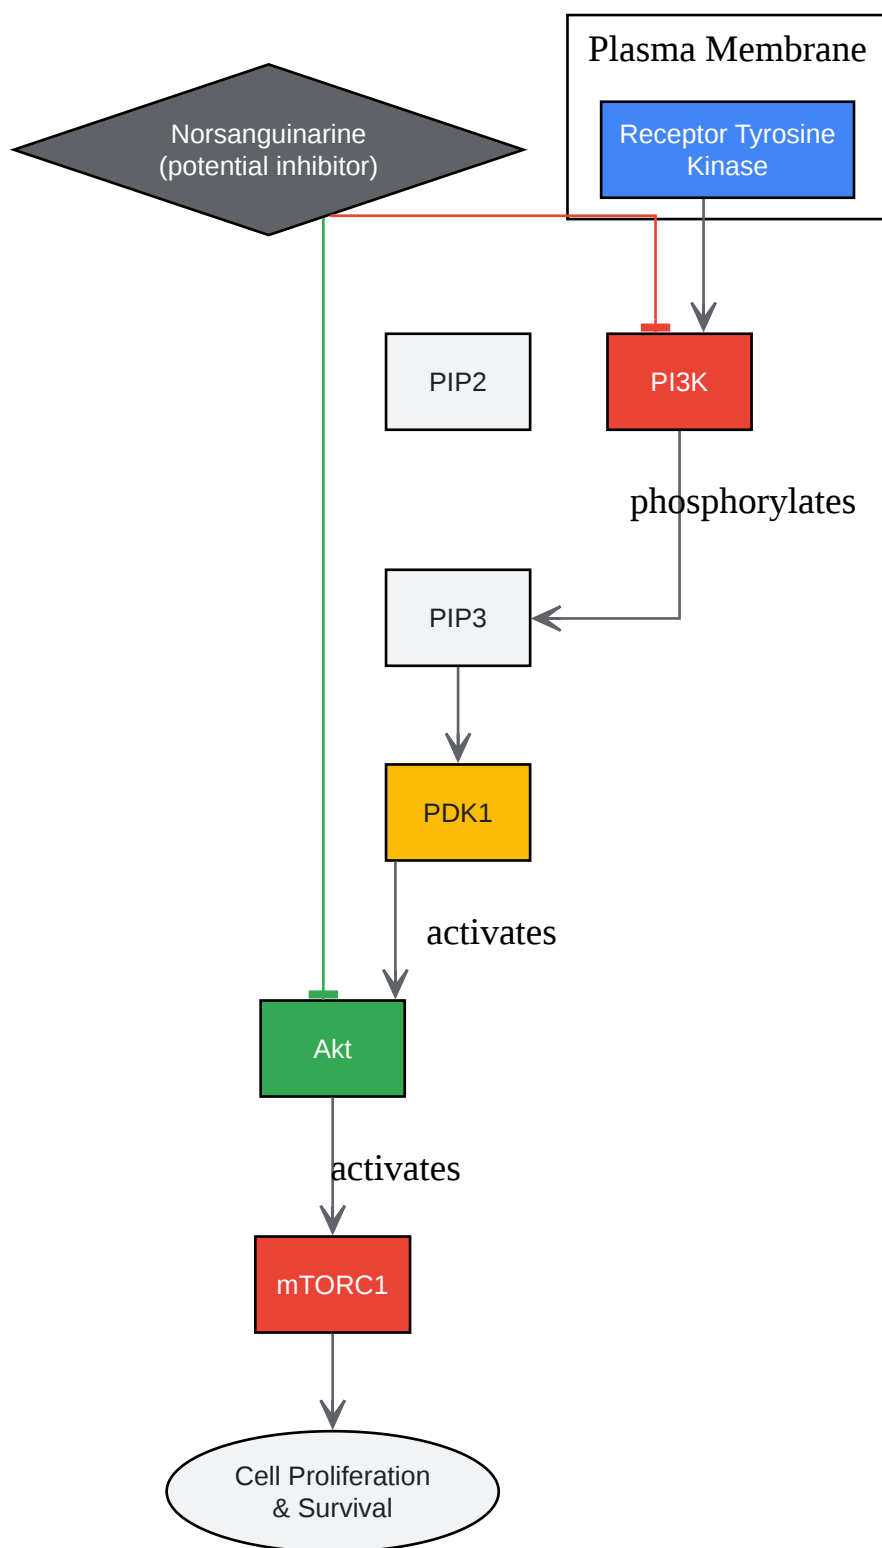 Plasma Membrane
Norsanguinarine
(potential inhibitor)
Receptor Tyrosine
Kinase
PIP2
PI3K
phosphorylates
PIP3
PDK1
activates
Akt
activates
mTORC1
Cell Proliferation
& Survival